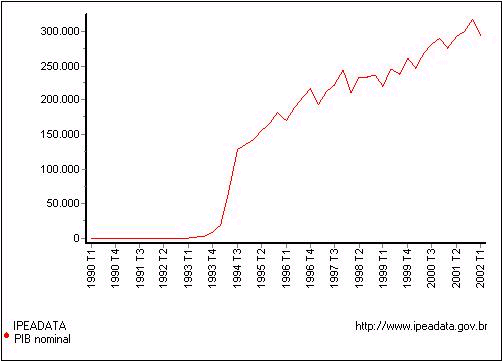 300.000
250.000
200.000
150.000
100.000
50.000
0
1990 T1
1990 T4
1991 T3
1992 T2
1993 T1
1993 T4
1994 T3
1995 T2
1996 T1
1996 T4
1997 T3
1998 T2
1999 T1
1999 T4
2000 T3
2001 T2
2002 T1
IPEADATA
PIB nominal
http://www.ipeadata.gov.br